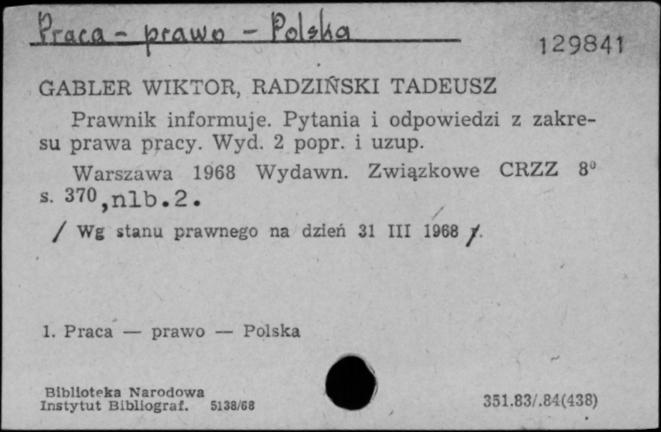 Praca - prawo - Polska
129841
GABLER WIKTOR, RADZIŃSKI TADEUSZ
Prawnik informuje. Pytania i odpowiedzi z zakre-
su prawa pracy. Wyd. 2 popr. i uzup.
Warszawa 1968 Wydawn. Związkowe CRZZ 8°
s. 370, nlb. 2.
/ Wg stanu prawnego na dzień 31 III 1968 /.
1. Praca — prawo — Polska
Biblioteka Narodowa
Instytut Bibliograf. 5138/68
351.83/.84(438)